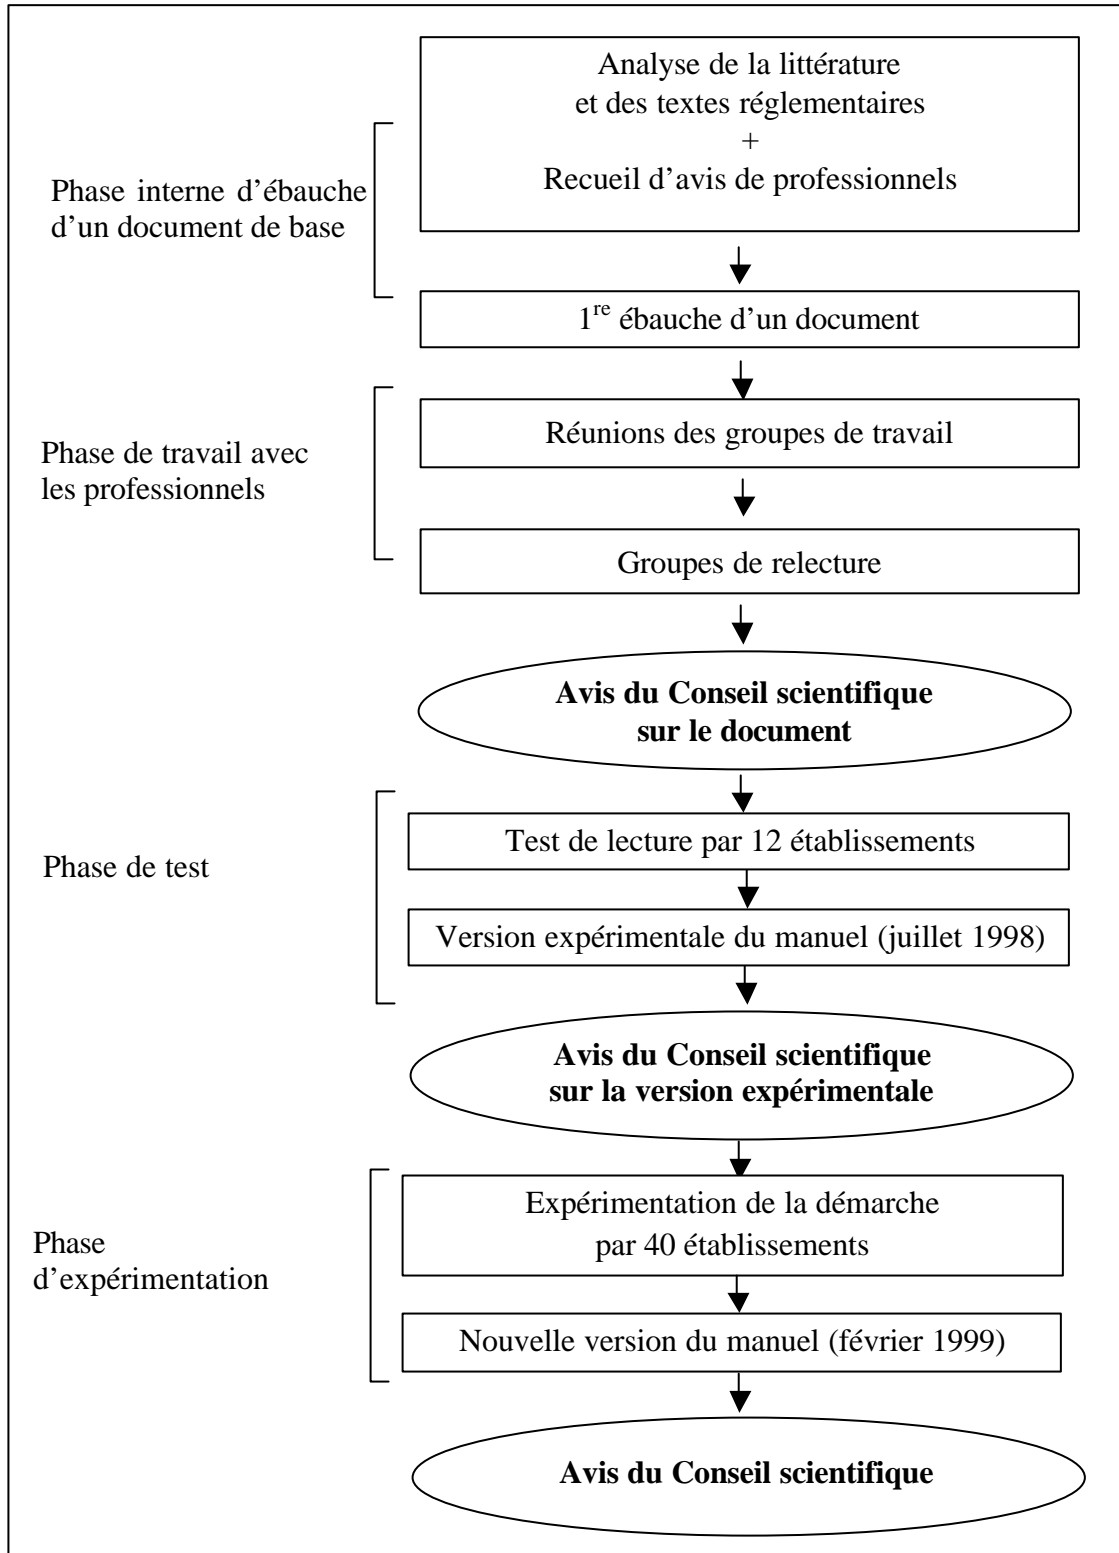 Analyse de la littérature
et des textes réglementaires
+
Recueil d’avis de professionnels
Phase interne d’ébauche
d’un document de base
1re ébauche d’un document
Réunions des groupes de travail
Phase de travail avec
les professionnels
Groupes de relecture
Avis du Conseil scientifique
sur le document
Test de lecture par 12 établissements
Phase de test
Version expérimentale du manuel (juillet 1998)
Avis du Conseil scientifique
sur la version expérimentale
Expérimentation de la démarche
par 40 établissements
Phase
d’expérimentation
Nouvelle version du manuel (février 1999)
Avis du Conseil scientifique